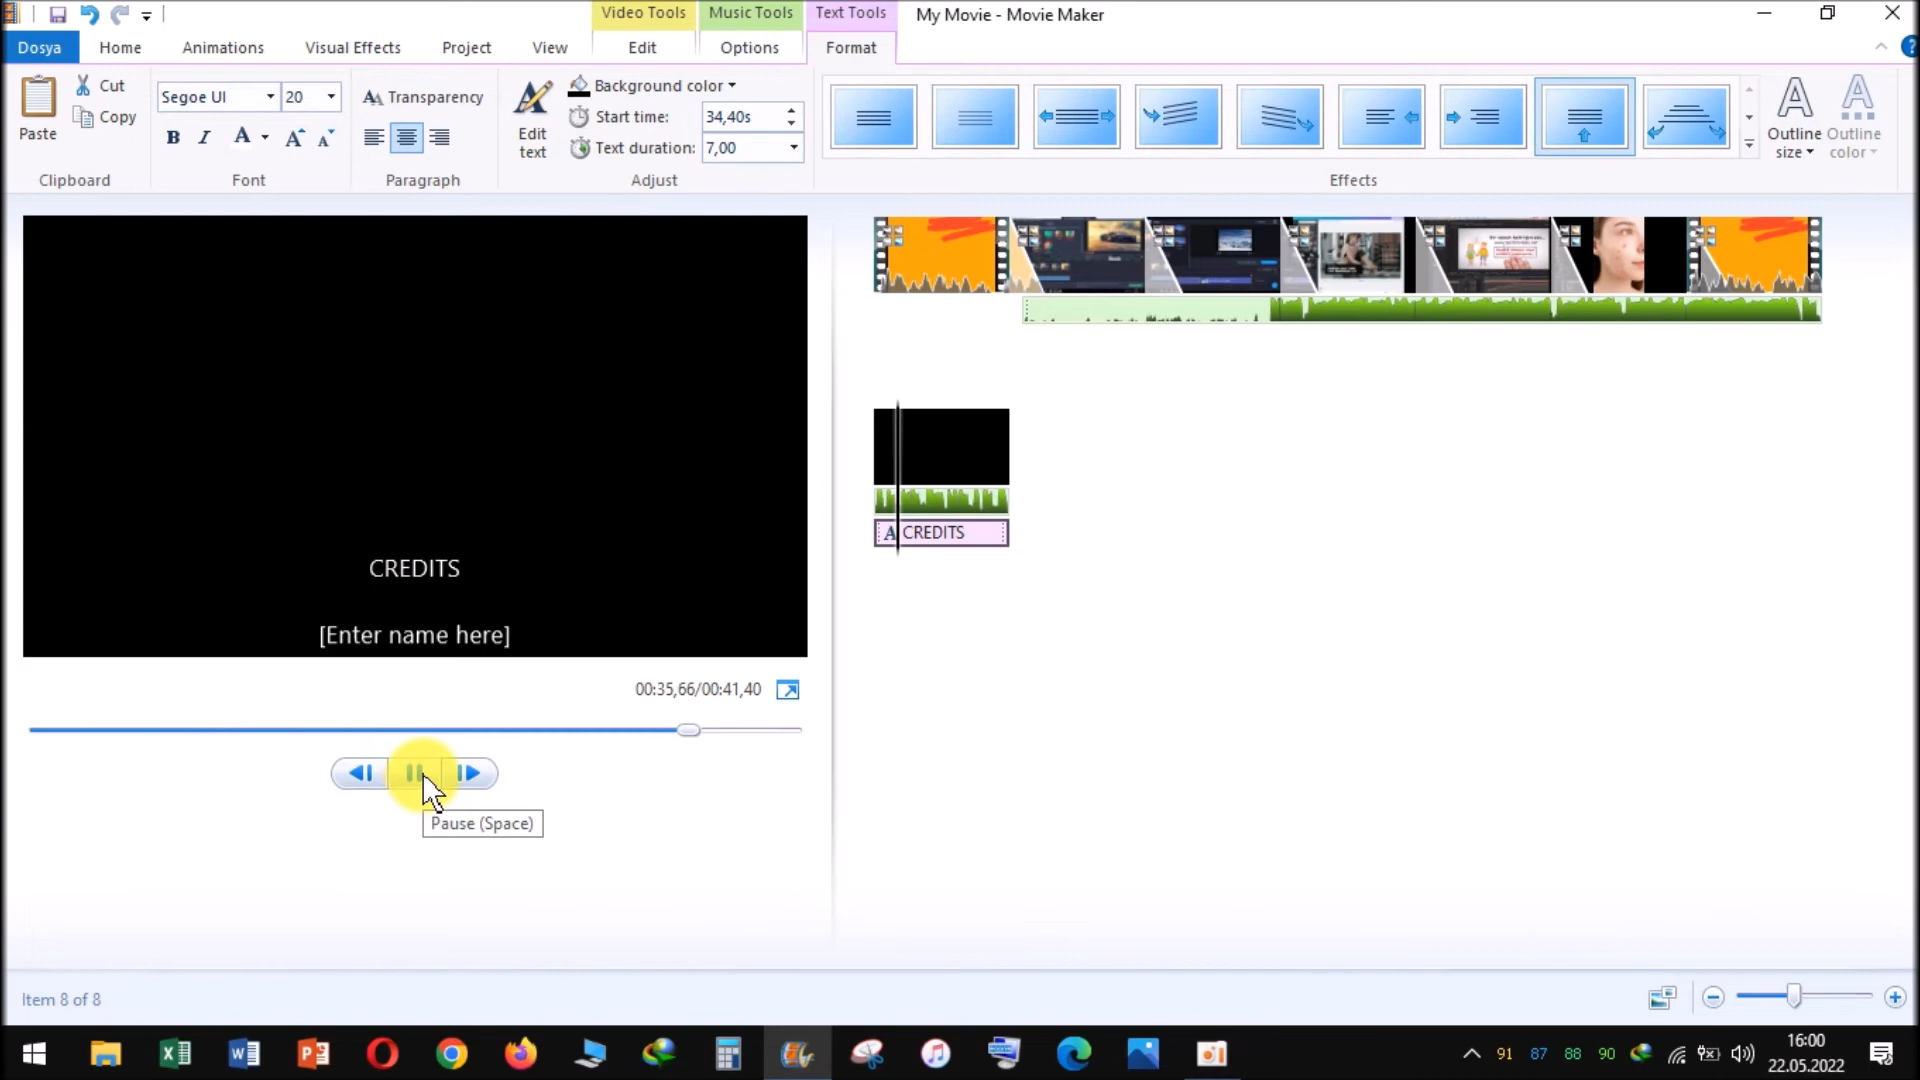 Video Tools
Music Tools
Text Tools
My Movie - Movie Maker
Dosya
Home
Animations
Visual Effects
Project
View
Edit
Options
Format
Paste
Cut
Copy
Clipboard
Segoe UI
20
B I A A A
Font
Transparency
Paragraph
Edit
text
Background color
Start time:
34,40s
Text duration:
7,00
Adjust
Effects
Outline
size
Outline
color
CREDITS
[Enter name here]
00:35,66/00:41,40
Pause (Space)
A CREDITS
Item 8 of 8
91
87
88
90
16:00
22.05.2022